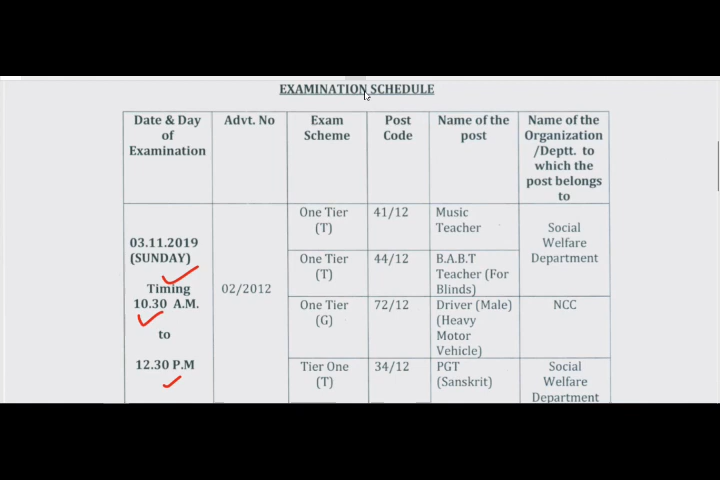 EXAMINATION SCHEDULE
Date & Day of Examination
Advt. No
Exam Scheme
Post Code
Name of the post
Name of the Organization /Deptt. to which the post belongs to
03.11.2019
(SUNDAY)
Timing
10.30 A.M.
to
12.30 P.M
02/2012
One Tier (T)
41/12
Music Teacher
Social Welfare Department
One Tier (T)
44/12
B.A.B.T Teacher (For Blinds)
One Tier (G)
72/12
Driver (Male) (Heavy Motor Vehicle)
NCC
Tier One (T)
34/12
PGT (Sanskrit)
Social Welfare Department